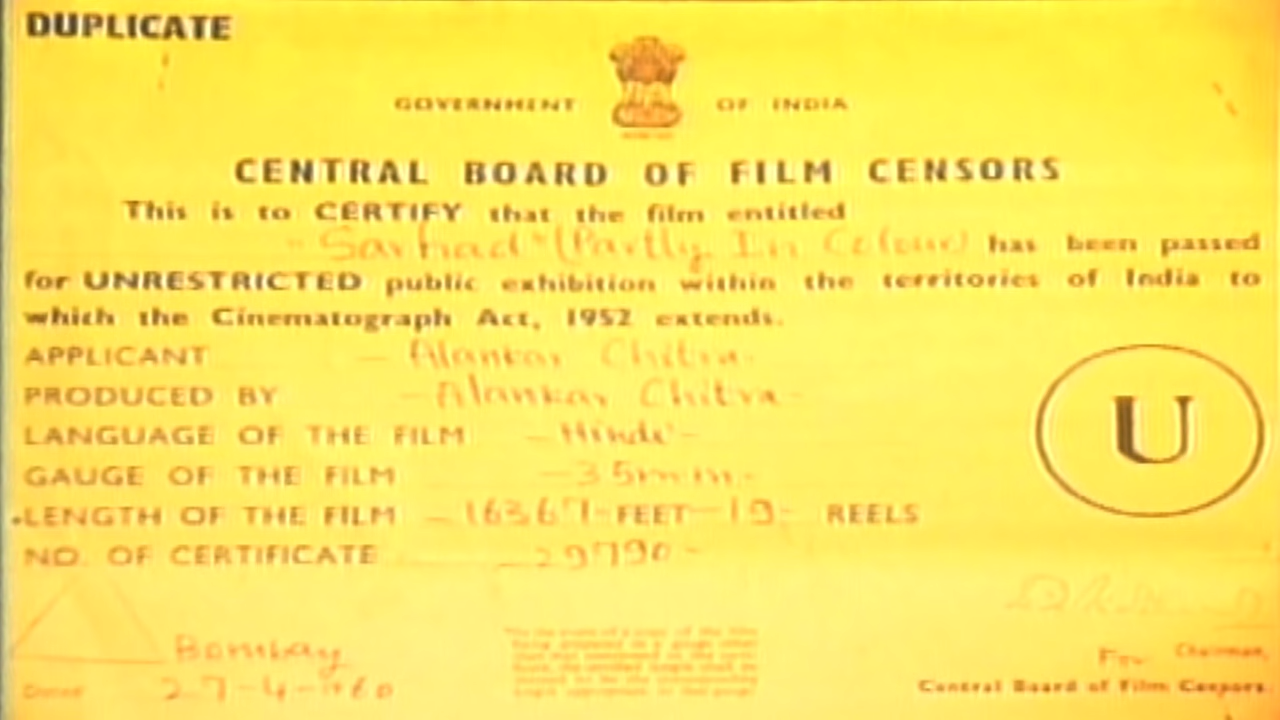 DUPLICATE
GOVERNMENT OF INDIA
CENTRAL BOARD OF FILM CENSORS
This is to CERTIFY that the film entitled
"Sarhad" (Partly In Colour) has been passed
for UNRESTRICTED public exhibition within the territories of India to
which the Cinematograph Act, 1952 extends.
APPLICANT — Alankar Chitra-
PRODUCED BY — Alankar Chitra-
LANGUAGE OF THE FILM — Hindi -
GAUGE OF THE FILM — 35mm.-
LENGTH OF THE FILM — 16367-FEET—19- REELS
U
NO. OF CERTIFICATE — 29790-
Bombay
Dated 27-4-1960
For Chairman,
Central Board of Film Censors